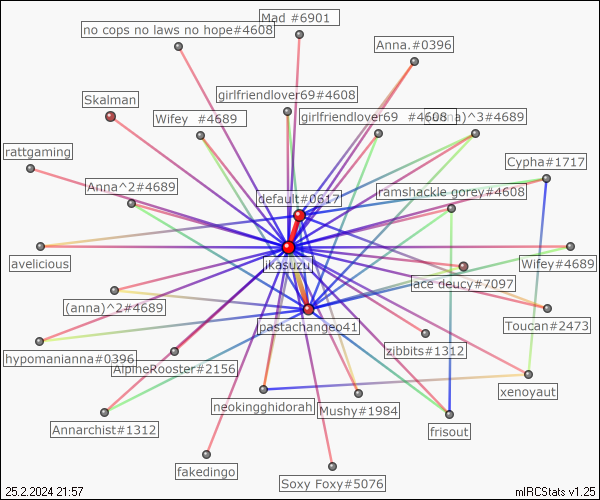 Mad #6901
no cops no laws no hope#4608
Anna.#0396
Skalman
girlfriendlover69#4608
Wifey #4689
girlfriendlover69 #4608
)^3#4689
rattgaming
Cypha#1717
Anna^2#4689
default#0617
ramshackle gorey#4608
avelicious
ikasuzu
Wifey#4689
lace deucy#7097
(anna)^2#4689
pastachangeo41
Toucan#2473
hypomanianna#0396
AlpineRooster#2156
zibbits#1312
xenoyaut
neokingghidorah
Mushy#1984
Annarchist#1312
frisout
fakedingo
Soxy Foxy#5076
25.2.2024 21:57
mIRCStats v1.25